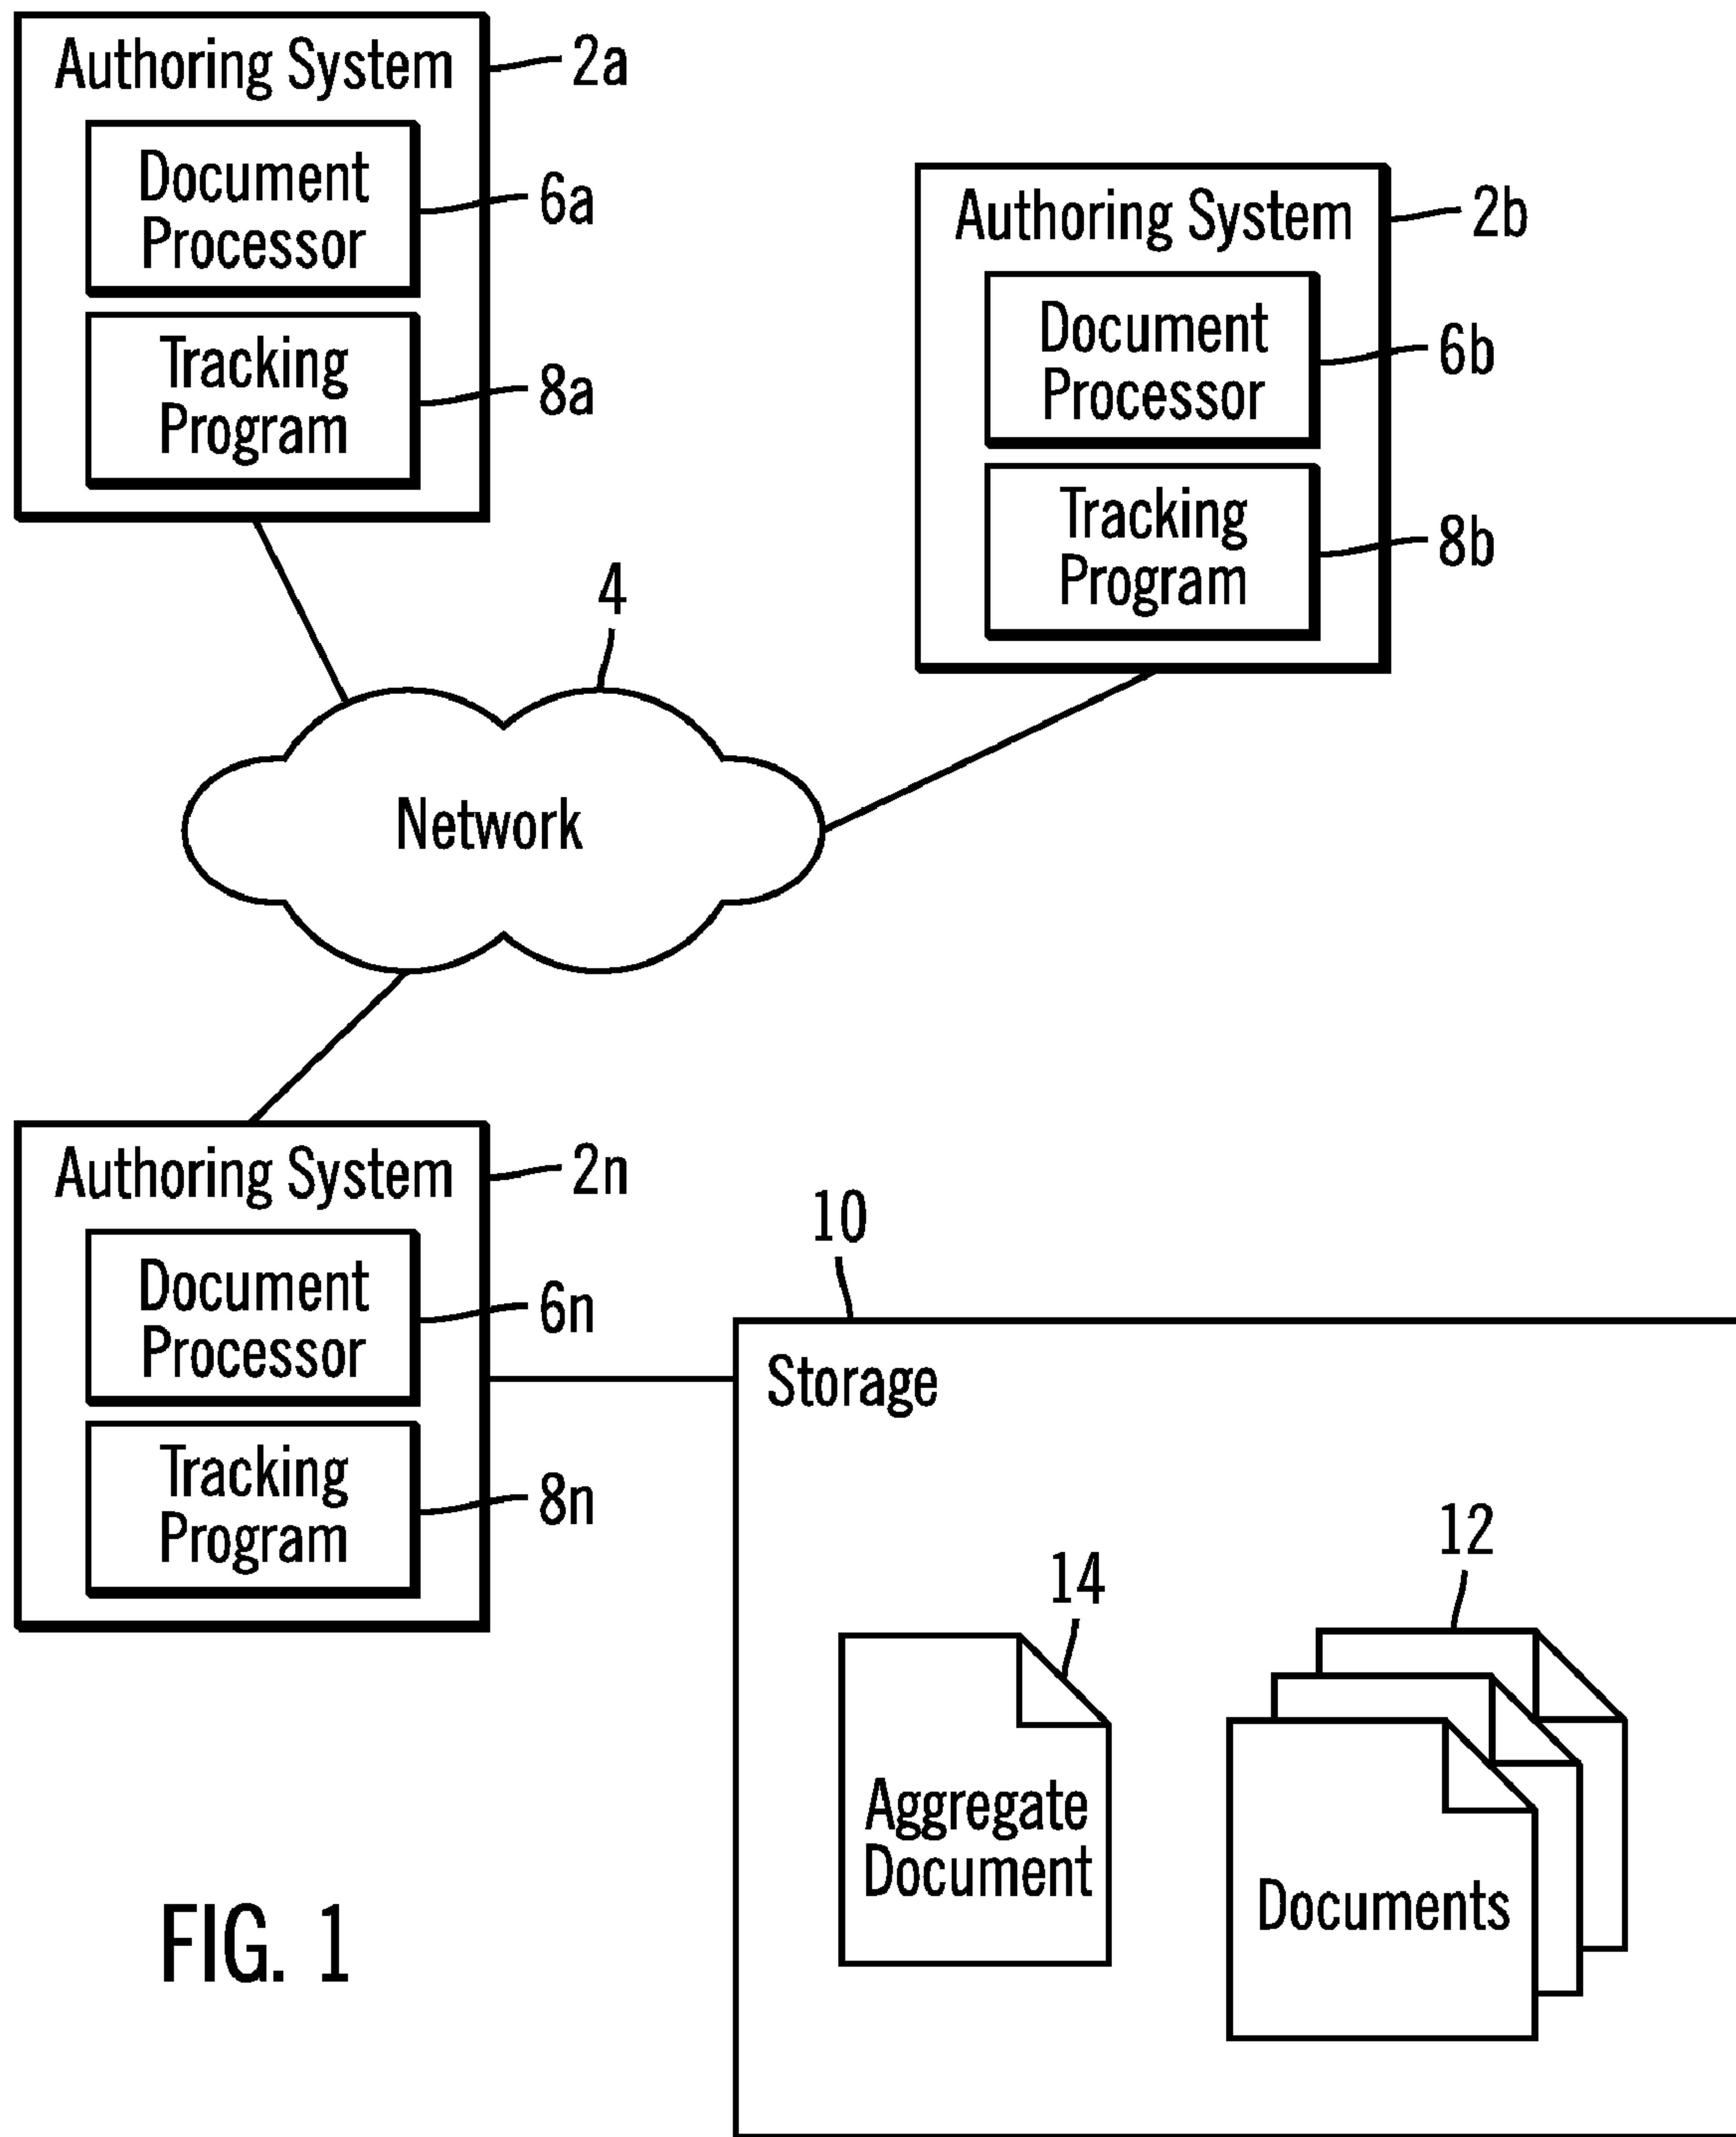 Authoring System
2a
Document
Processor
6a
Tracking
Program
8a
Authoring System
2b
Document
Processor
6b
Tracking
Program
8b
4
Network
Authoring System
2n
Document
Processor
6n
Tracking
Program
8n
10
Storage
14
Aggregate
Document
12
Documents
FIG. 1